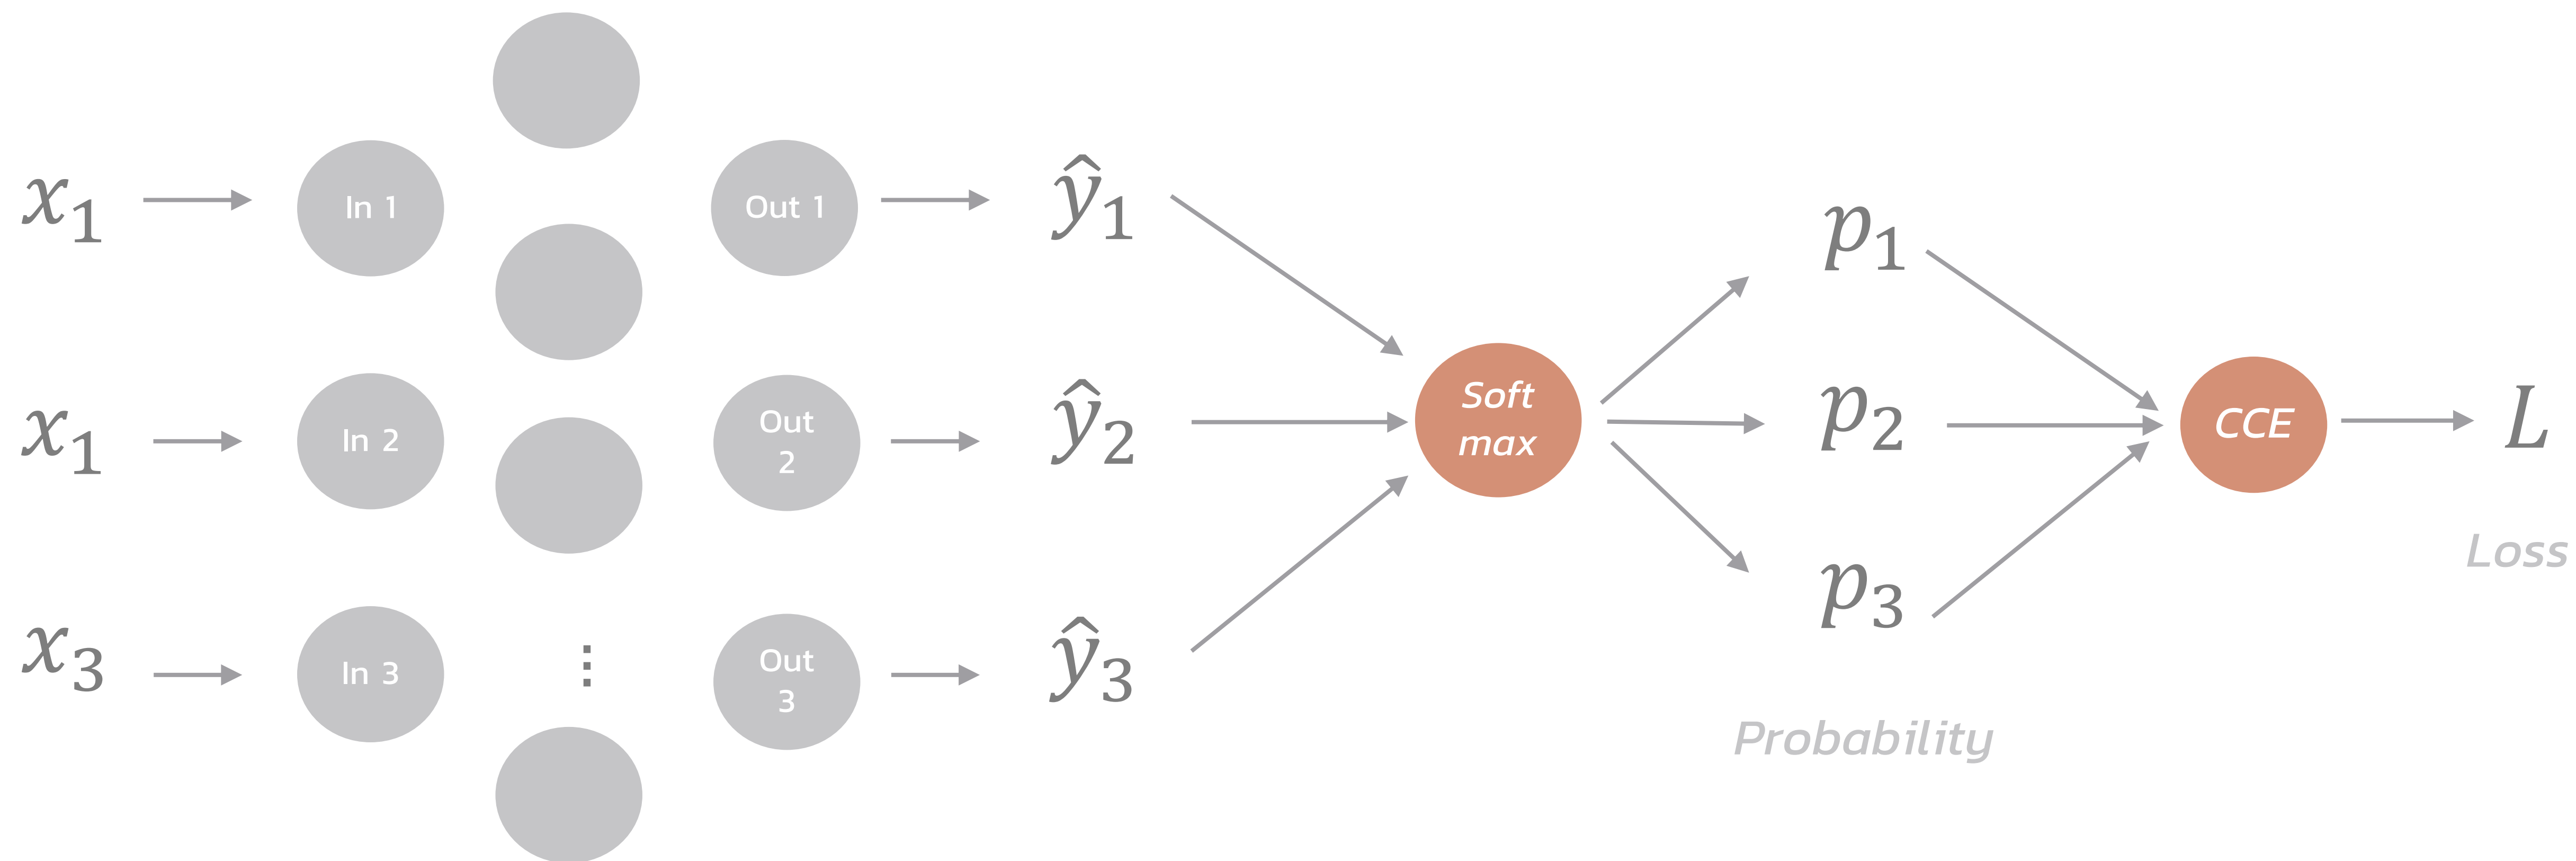 x₁
In 1
Out 1
ŷ₁
p₁
x₁
In 2
Out
2
ŷ₂
Soft
max
p₂
CCE
L
Loss
x₃
In 3
⋮
Out
3
ŷ₃
p₃
Probability